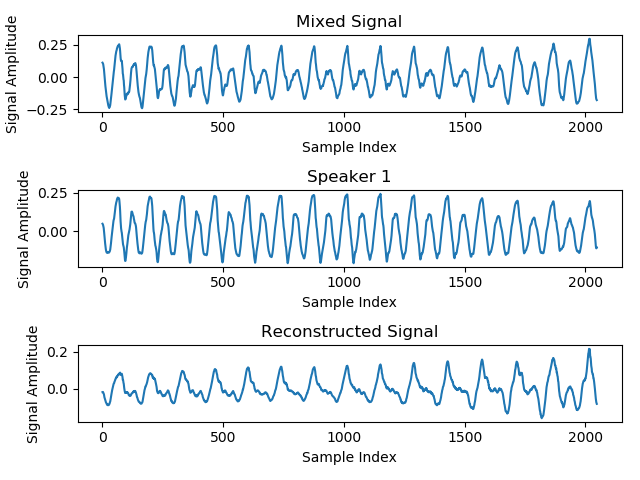 Mixed Signal
Signal Amplitude
0.25
0.00
−0.25
0
500
1000
1500
2000
Sample Index
Speaker 1
Signal Amplitude
0.25
0.00
0
500
1000
1500
2000
Sample Index
Reconstructed Signal
Signal Amplitude
0.2
0.0
0
500
1000
1500
2000
Sample Index